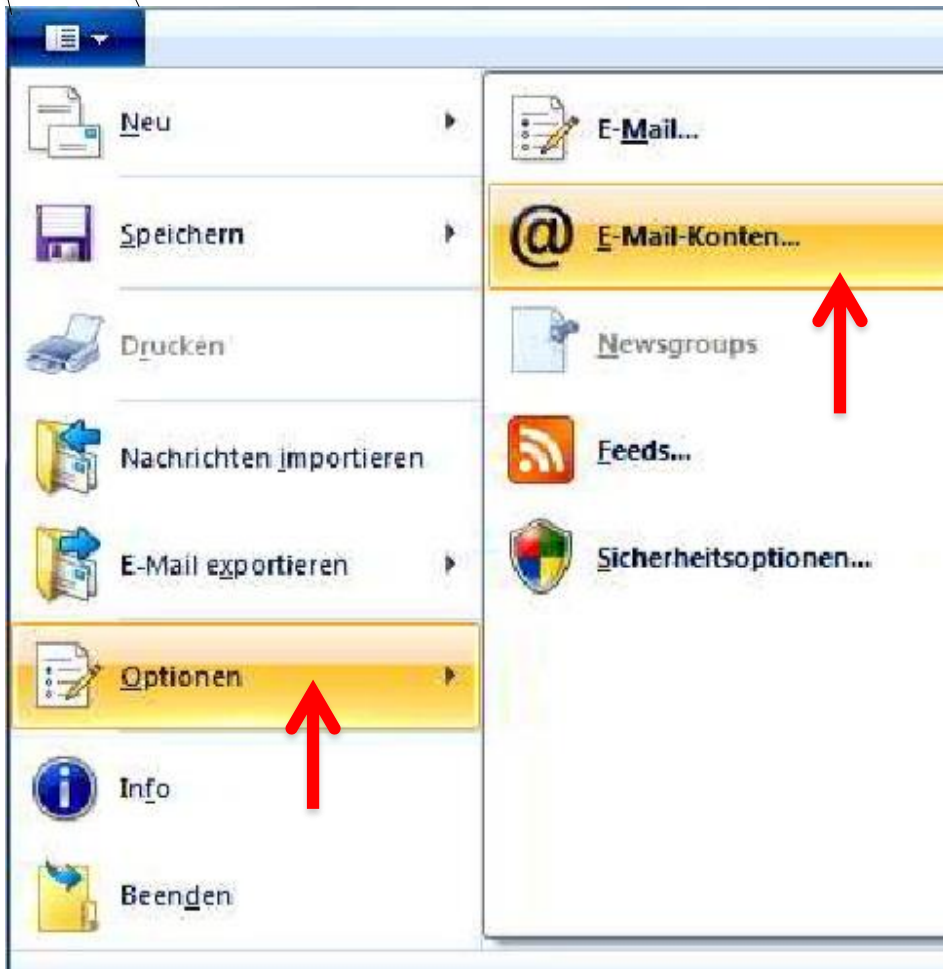 Neu
Speichern
Drucken
Nachrichten importieren
E-Mail exportieren
Optionen
Info
Beenden
E-Mail...
@ E-Mail-Konten...
Newsgroups
Feeds...
Sicherheitsoptionen...